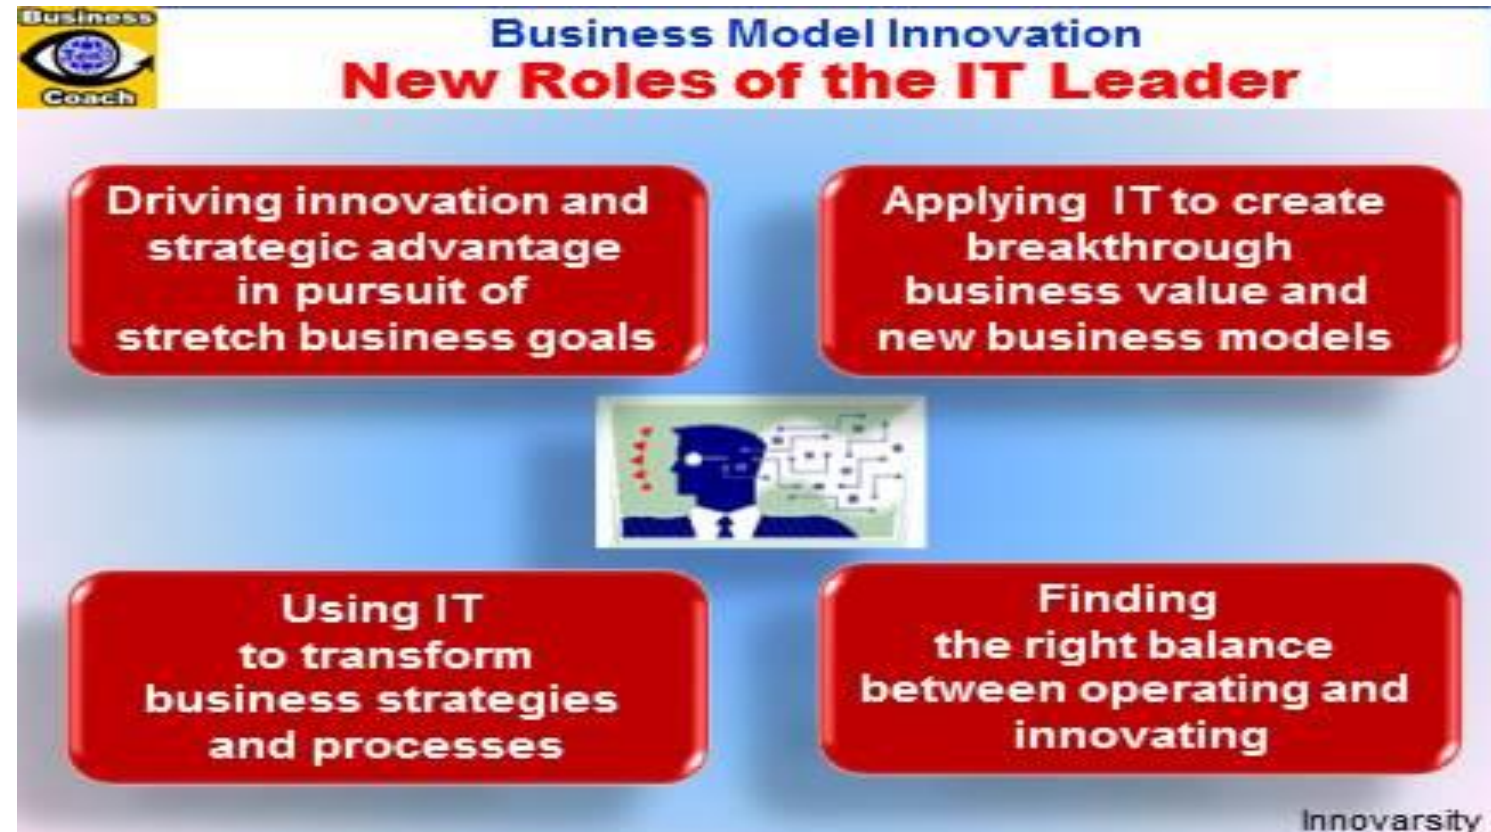 Business
Ten3
Coach
Business Model Innovation
New Roles of the IT Leader
Driving innovation and
strategic advantage
in pursuit of
stretch business goals
Applying IT to create
breakthrough
business value and
new business models
Using IT
to transform
business strategies
and processes
Finding
the right balance
between operating and
innovating
Innovarsity